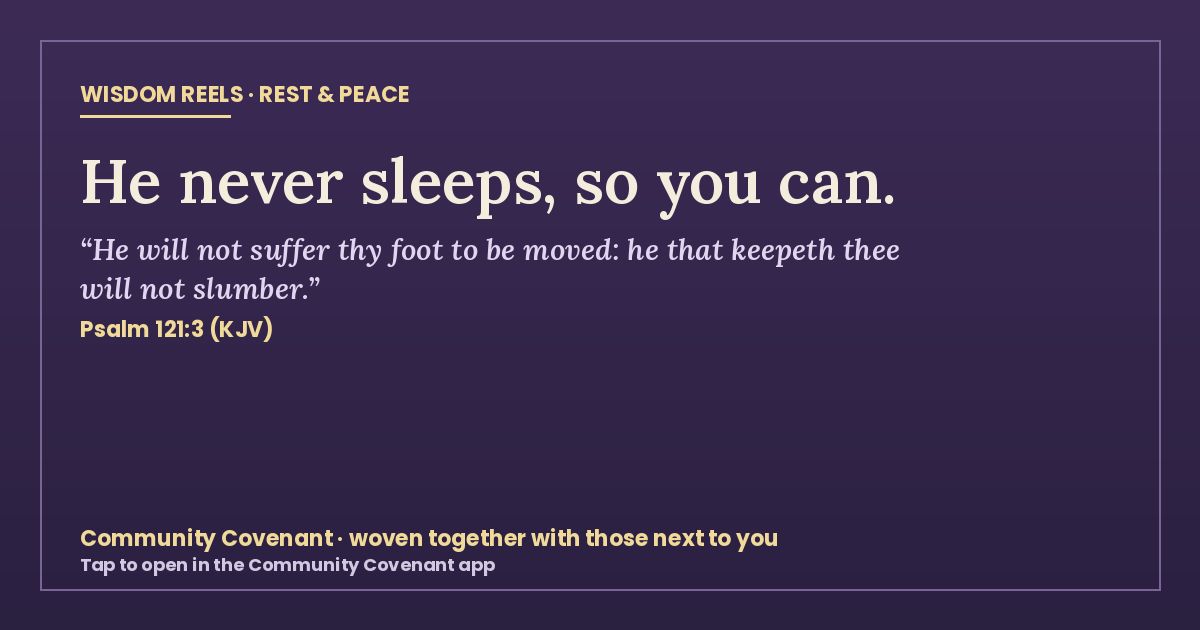 WISDOM REELS · REST & PEACE
He never sleeps, so you can.
“He will not suffer thy foot to be moved: he that keepeth thee
will not slumber.”
Psalm 121:3 (KJV)
Community Covenant · woven together with those next to you
Tap to open in the Community Covenant app